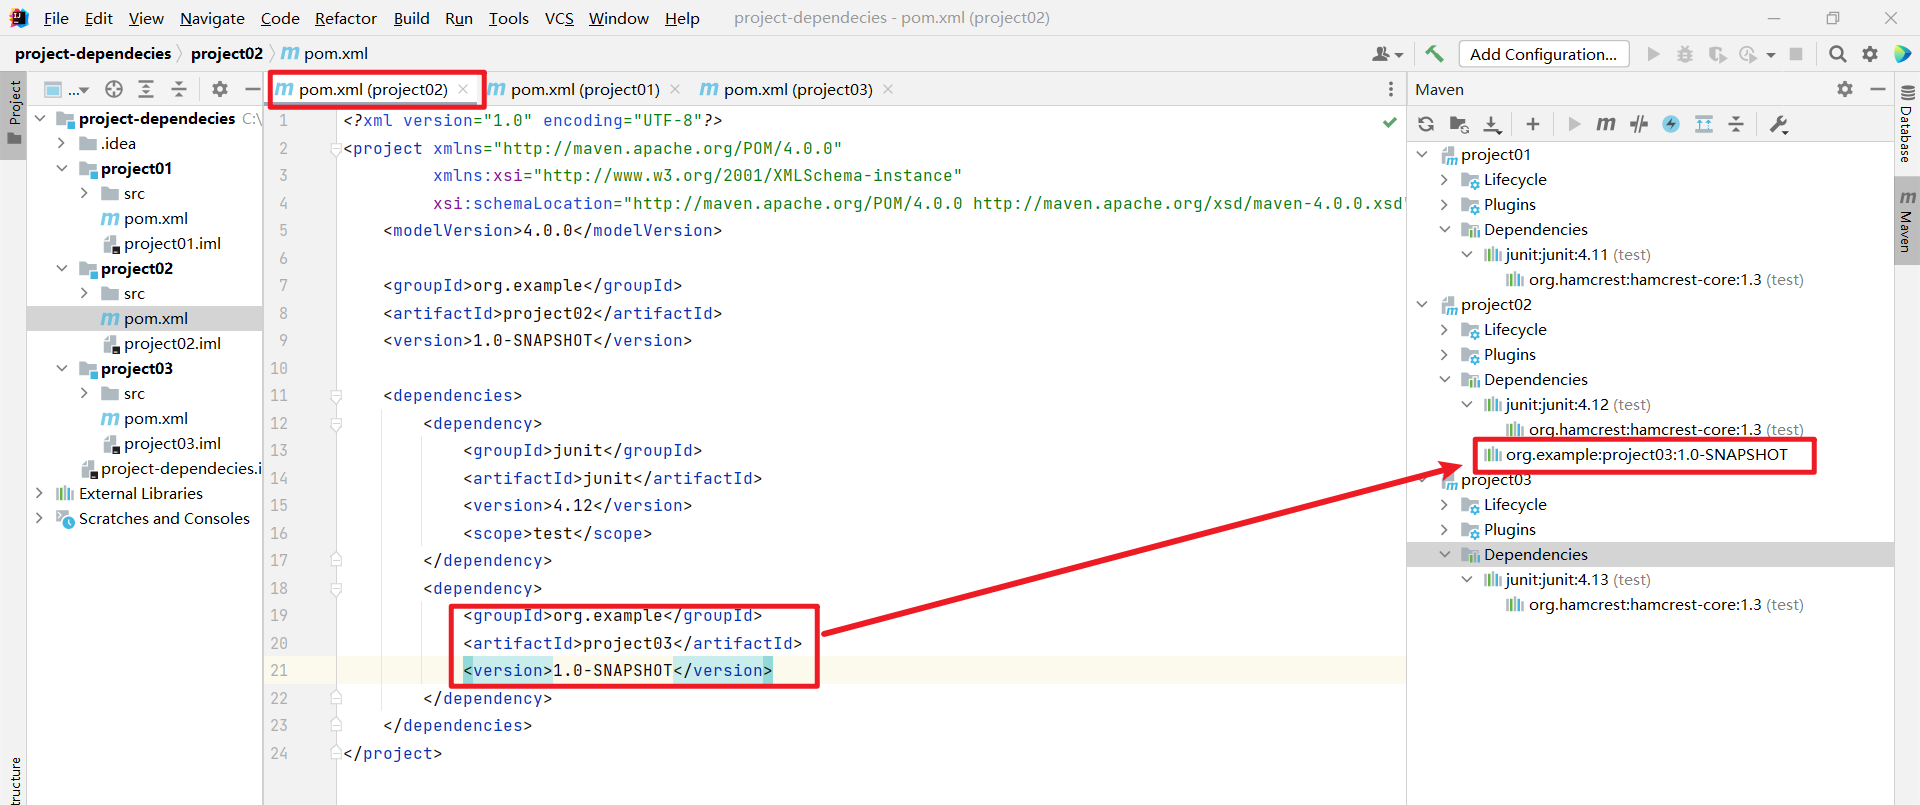 File Edit View Navigate Code Refactor Build Run Tools VCS Window Help project-dependecies - pom.xml (project02)
project-dependecies project02 pom.xml Add Configuration...
Project
...
project-dependecies C:\
.idea
project01
src
pom.xml
project01.iml
project02
src
pom.xml
project02.iml
project03
src
pom.xml
project03.iml
project-dependecies.i
External Libraries
Scratches and Consoles
tructure
pom.xml (project02) pom.xml (project01) pom.xml (project03)
1 <?xml version="1.0" encoding="UTF-8"?>
2 <project xmlns="http://maven.apache.org/POM/4.0.0"
3 xmlns:xsi="http://www.w3.org/2001/XMLSchema-instance"
4 xsi:schemaLocation="http://maven.apache.org/POM/4.0.0 http://maven.apache.org/xsd/maven-4.0.0.xsd"
5 <modelVersion>4.0.0</modelVersion>
6
7 <groupId>org.example</groupId>
8 <artifactId>project02</artifactId>
9 <version>1.0-SNAPSHOT</version>
10
11 <dependencies>
12 <dependency>
13 <groupId>junit</groupId>
14 <artifactId>junit</artifactId>
15 <version>4.12</version>
16 <scope>test</scope>
17 </dependency>
18 <dependency>
19 <groupId>org.example</groupId>
20 <artifactId>project03</artifactId>
21 <version>1.0-SNAPSHOT</version>
22 </dependency>
23 </dependencies>
24 </project>
Maven
project01
Lifecycle
Plugins
Dependencies
junit:junit:4.11 (test)
org.hamcrest:hamcrest-core:1.3 (test)
project02
Lifecycle
Plugins
Dependencies
junit:junit:4.12 (test)
org.hamcrest:hamcrest-core:1.3 (test)
org.example:project03:1.0-SNAPSHOT
project03
Lifecycle
Plugins
Dependencies
junit:junit:4.13 (test)
org.hamcrest:hamcrest-core:1.3 (test)
Database
Maven